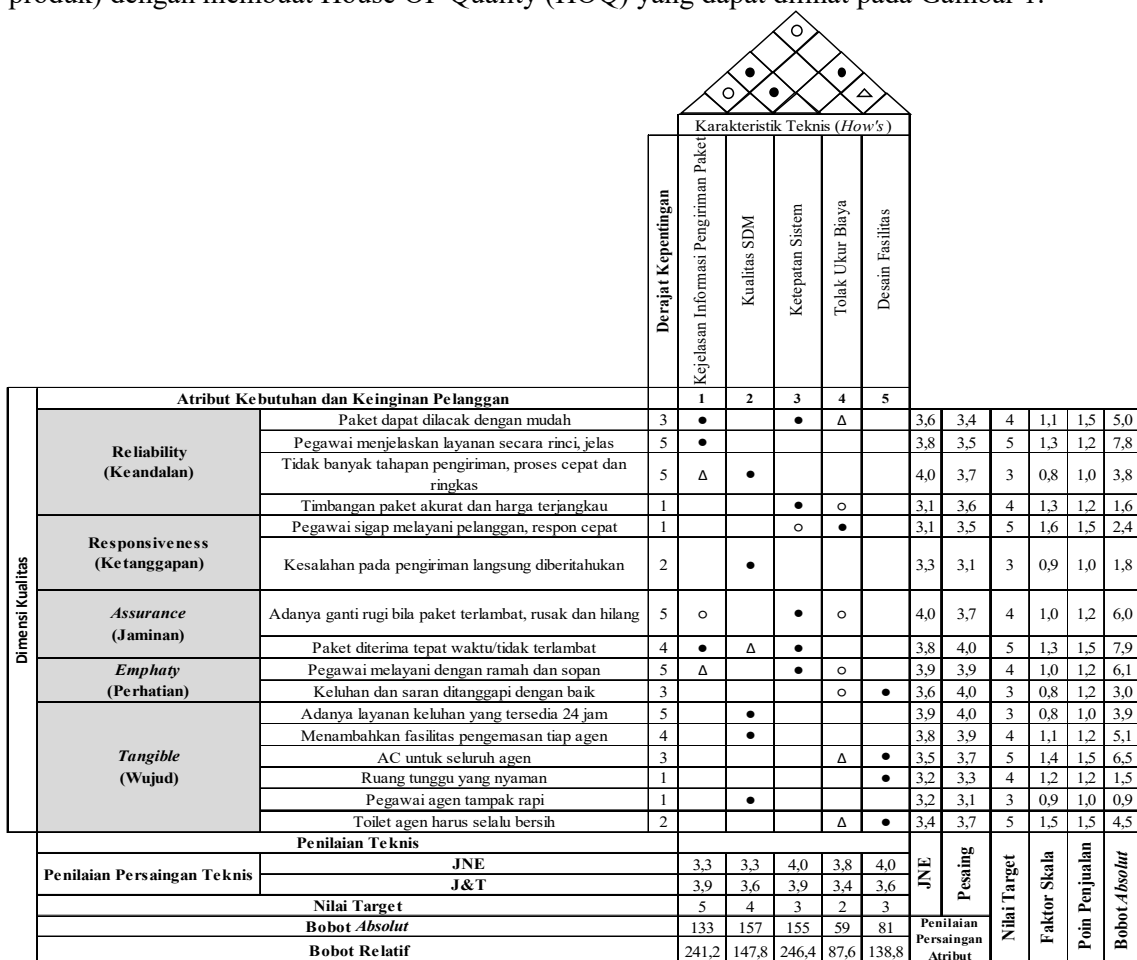 produk) dengan membuat House OF Quality (HOQ) yang dapat dilihat pada Gambar 1.
Karakteristik Teknis (How's)
Derajat Kepentingan
Kejelasan Informasi Pengiriman Paket
Kualitas SDM
Ketepatan Sistem
Tolak Ukur Biaya
Desain Fasilitas
Atribut Kebutuhan dan Keinginan Pelanggan 1 2 3 4 5
Dimensi Kualitas
Reliability
(Keandalan)
Paket dapat dilacak dengan mudah 3 ● ● Δ 3,6 3,4 4 1,1 1,5 5,0
Pegawai menjelaskan layanan secara rinci, jelas 5 ● 3,8 3,5 5 1,3 1,2 7,8
Tidak banyak tahapan pengiriman, proses cepat dan
ringkas 5 Δ ● 4,0 3,7 3 0,8 1,0 3,8
Timbangan paket akurat dan harga terjangkau 1 ● ○ 3,1 3,6 4 1,3 1,2 1,6
Responsiveness
(Ketanggapan)
Pegawai sigap melayani pelanggan, respon cepat 1 ○ ● 3,1 3,5 5 1,6 1,5 2,4
Kesalahan pada pengiriman langsung diberitahukan 2 ● 3,3 3,1 3 0,9 1,0 1,8
Assurance
(Jaminan)
Adanya ganti rugi bila paket terlambat, rusak dan hilang 5 ○ ● ○ 4,0 3,7 4 1,0 1,2 6,0
Paket diterima tepat waktu/tidak terlambat 4 ● Δ ● 3,8 4,0 5 1,3 1,5 7,9
Emphaty
(Perhatian)
Pegawai melayani dengan ramah dan sopan 5 Δ ● ○ 3,9 3,9 4 1,0 1,2 6,1
Keluhan dan saran ditanggapi dengan baik 3 ○ ● 3,6 4,0 3 0,8 1,2 3,0
Tangible
(Wujud)
Adanya layanan keluhan yang tersedia 24 jam 5 ● 3,9 4,0 3 0,8 1,0 3,9
Menambahkan fasilitas pengemasan tiap agen 4 ● 3,8 3,9 4 1,1 1,2 5,1
AC untuk seluruh agen 3 Δ ● 3,5 3,7 5 1,4 1,5 6,5
Ruang tunggu yang nyaman 1 ● 3,2 3,3 4 1,2 1,2 1,5
Pegawai agen tampak rapi 1 ● 3,2 3,1 3 0,9 1,0 0,9
Toilet agen harus selalu bersih 2 Δ ● 3,4 3,7 5 1,5 1,5 4,5
Penilaian Teknis
Penilaian Persaingan Teknis
JNE 3,3 3,3 4,0 3,8 4,0
J&T 3,9 3,6 3,9 3,4 3,6
Nilai Target 5 4 3 2 3
Bobot Absolut 133 157 155 59 81
Bobot Relatif 241,2 147,8 246,4 87,6 138,8
JNE
Pesaing
Penilaian
Persaingan
Atribut
Nilai Target
Faktor Skala
Poin Penjualan
Bobot Absolut